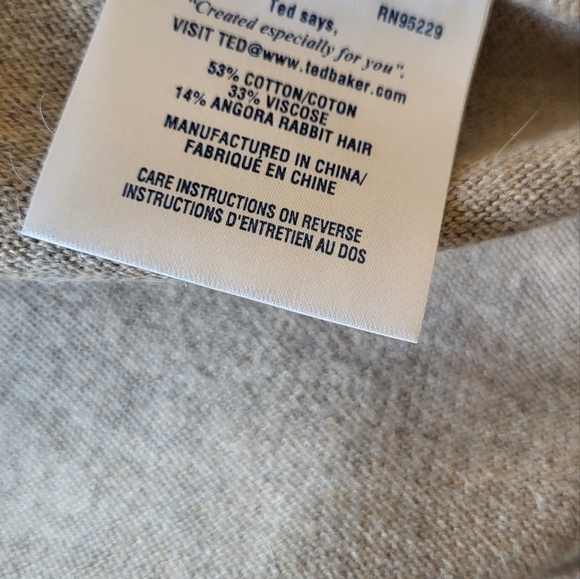 Ted says,
RN95229
"Created especially for you".
VISIT TED@www.tedbaker.com
53% COTTON/COTON
33% VISCOSE
14% ANGORA RABBIT HAIR
MANUFACTURED IN CHINA/
FABRIQUÉ EN CHINE
CARE INSTRUCTIONS ON REVERSE
INSTRUCTIONS D'ENTRETIEN AU DOS